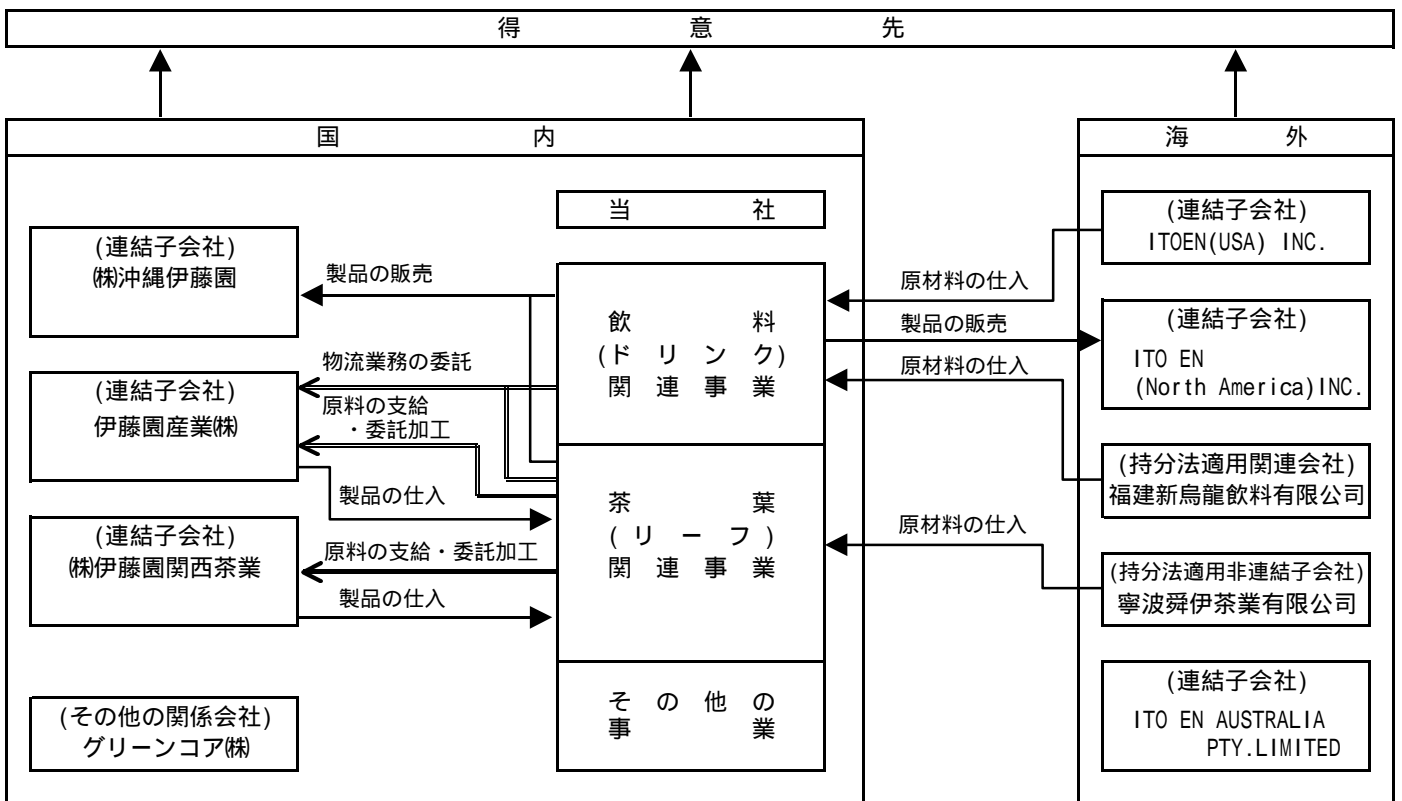 得意先
国内
海外
当社
(連結子会社)
㈱沖縄伊藤園
製品の販売
(連結子会社)
伊藤園産業㈱
物流業務の委託
原料の支給
・委託加工
製品の仕入
(連結子会社)
㈱伊藤園関西茶業
原料の支給・委託加工
製品の仕入
(その他の関係会社)
グリーンコア㈱
飲料
(ドリンク)
関連事業
茶葉
(リーフ)
関連事業
その他の
事業
原材料の仕入
製品の販売
原材料の仕入
原材料の仕入
(連結子会社)
ITOEN(USA) INC.
(連結子会社)
ITO EN
(North America)INC.
(持分法適用関連会社)
福建新烏龍飲料有限公司
(持分法適用非連結子会社)
寧波舜伊茶業有限公司
(連結子会社)
ITO EN AUSTRALIA
PTY.LIMITED